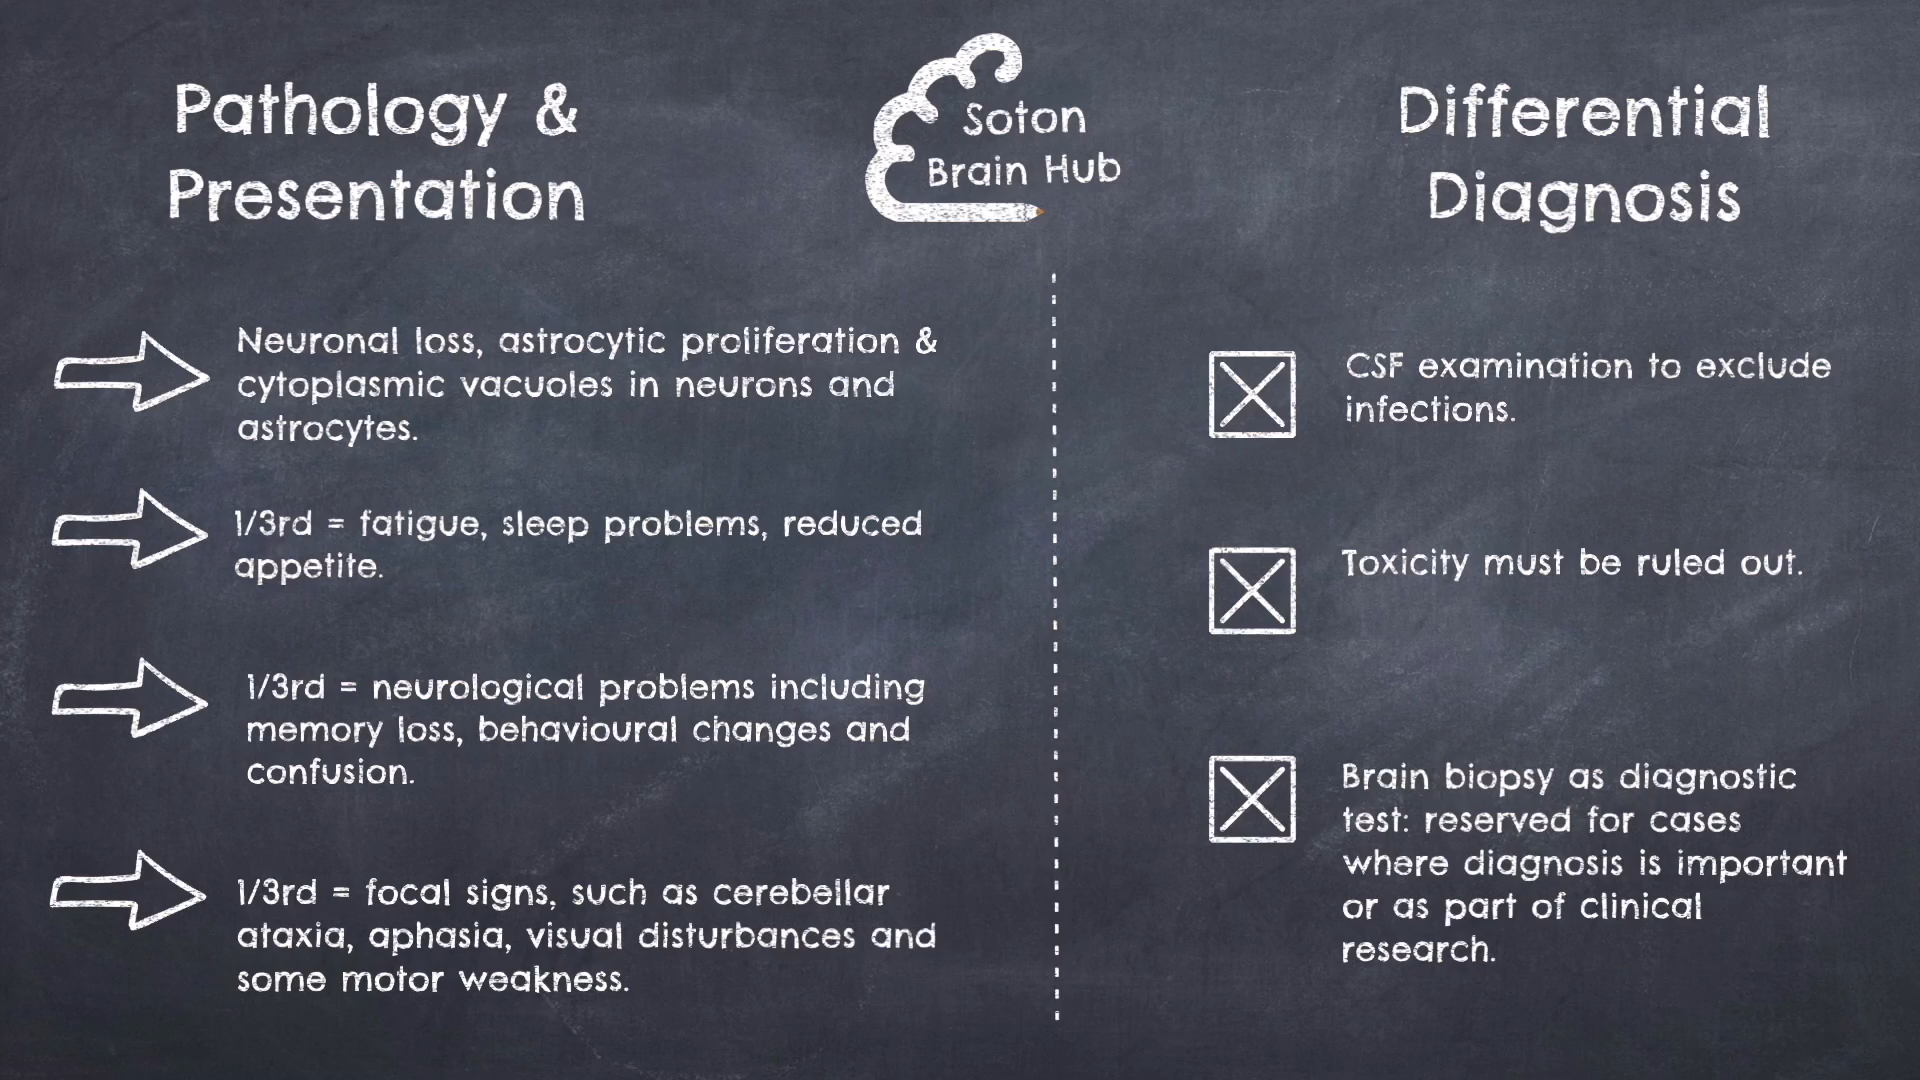 Pathology &
Presentation
Soton
Brain Hub
Differential
Diagnosis
Neuronal loss, astrocytic proliferation &
cytoplasmic vacuoles in neurons and
astrocytes.
1/3rd = fatigue, sleep problems, reduced
appetite.
1/3rd = neurological problems including
memory loss, behavioural changes and
confusion.
1/3rd = focal signs, such as cerebellar
ataxia, aphasia, visual disturbances and
some motor weakness.
CSF examination to exclude
infections.
Toxicity must be ruled out.
Brain biopsy as diagnostic
test: reserved for cases
where diagnosis is important
or as part of clinical
research.